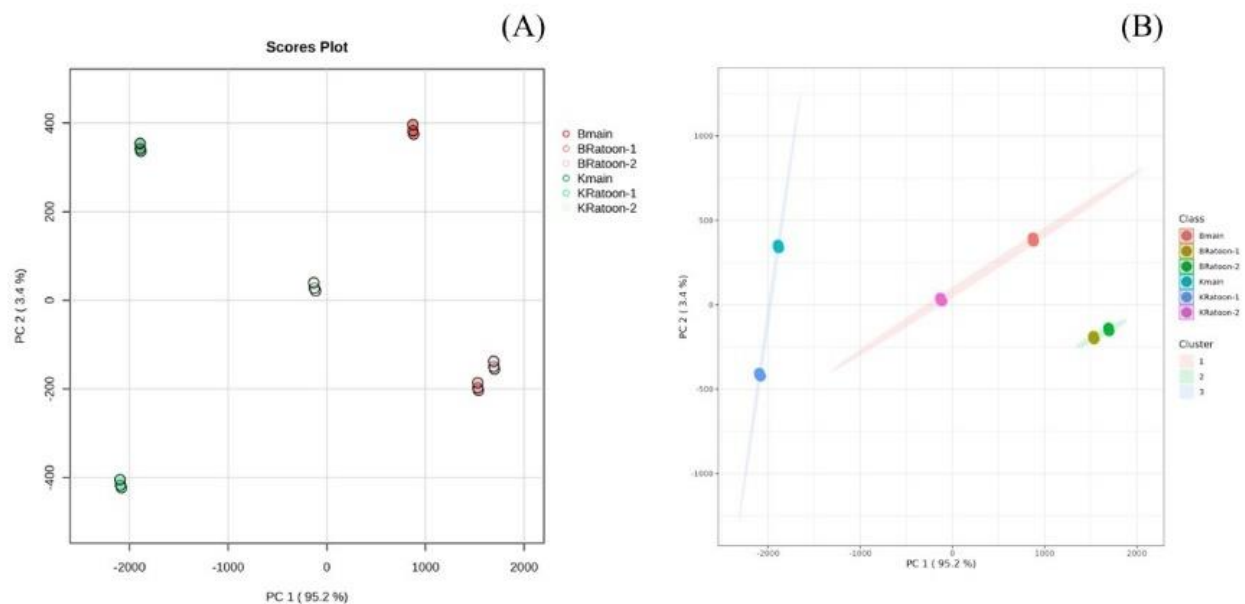 (A)
Scores Plot
PC 2 ( 3.4 %)
400
200
0
-200
-400
-2000
-1000
0
1000
2000
PC 1 ( 95.2 %)
Bmain
BRatoon-1
BRatoon-2
Kmain
KRatoon-1
KRatoon-2
(B)
PC 2 ( 3.4 %)
1000
500
0
-500
-1000
-2000
-1000
0
1000
2000
PC 1 ( 95.2 %)
Class
Bmain
BRatoon-1
BRatoon-2
Kmain
KRatoon-1
KRatoon-2
Cluster
1
2
3